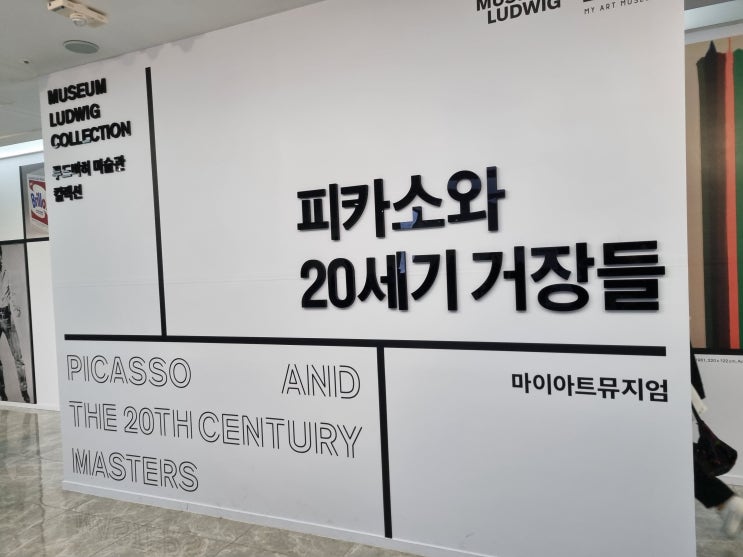 LUDWIG
MY ART MUSE
MUSEUM
LUDWIG
COLLECTION
루드비히 미술관
컬렉션
Brillo
피카소와
20세기 거장들
마이아트뮤지엄
PICASSO AND
THE 20TH CENTURY
MASTERS